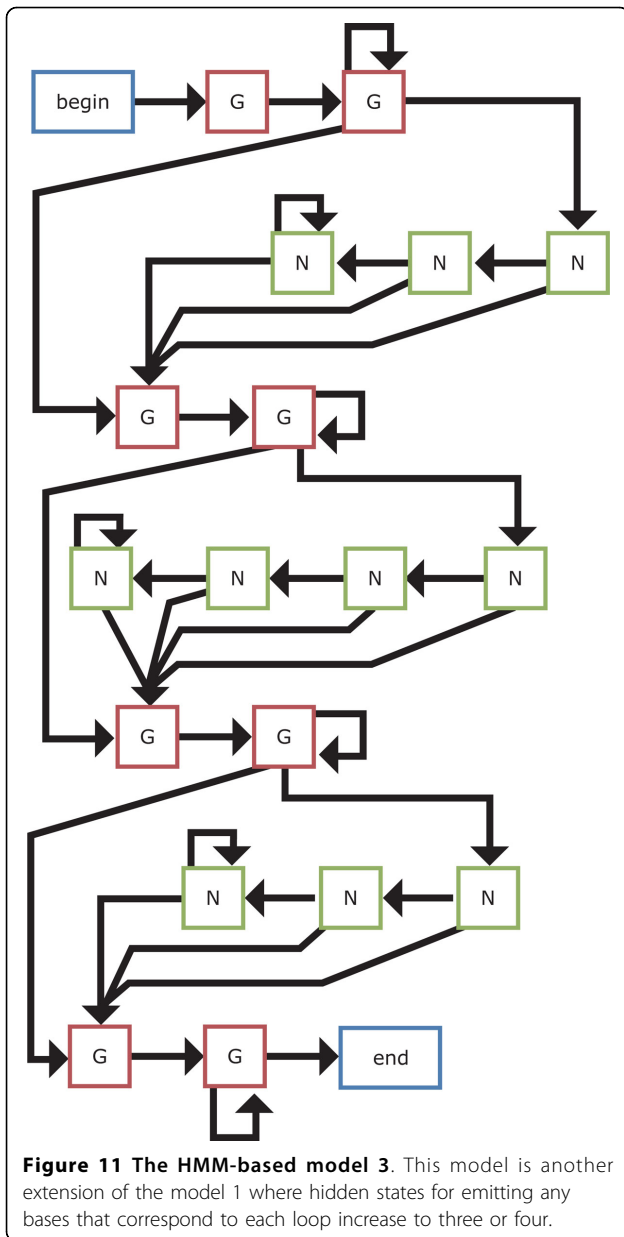 begin G G
N N N
G G
N N N N
G G
N N N
G G end
Figure 11 The HMM-based model 3. This model is another
extension of the model 1 where hidden states for emitting any
bases that correspond to each loop increase to three or four.